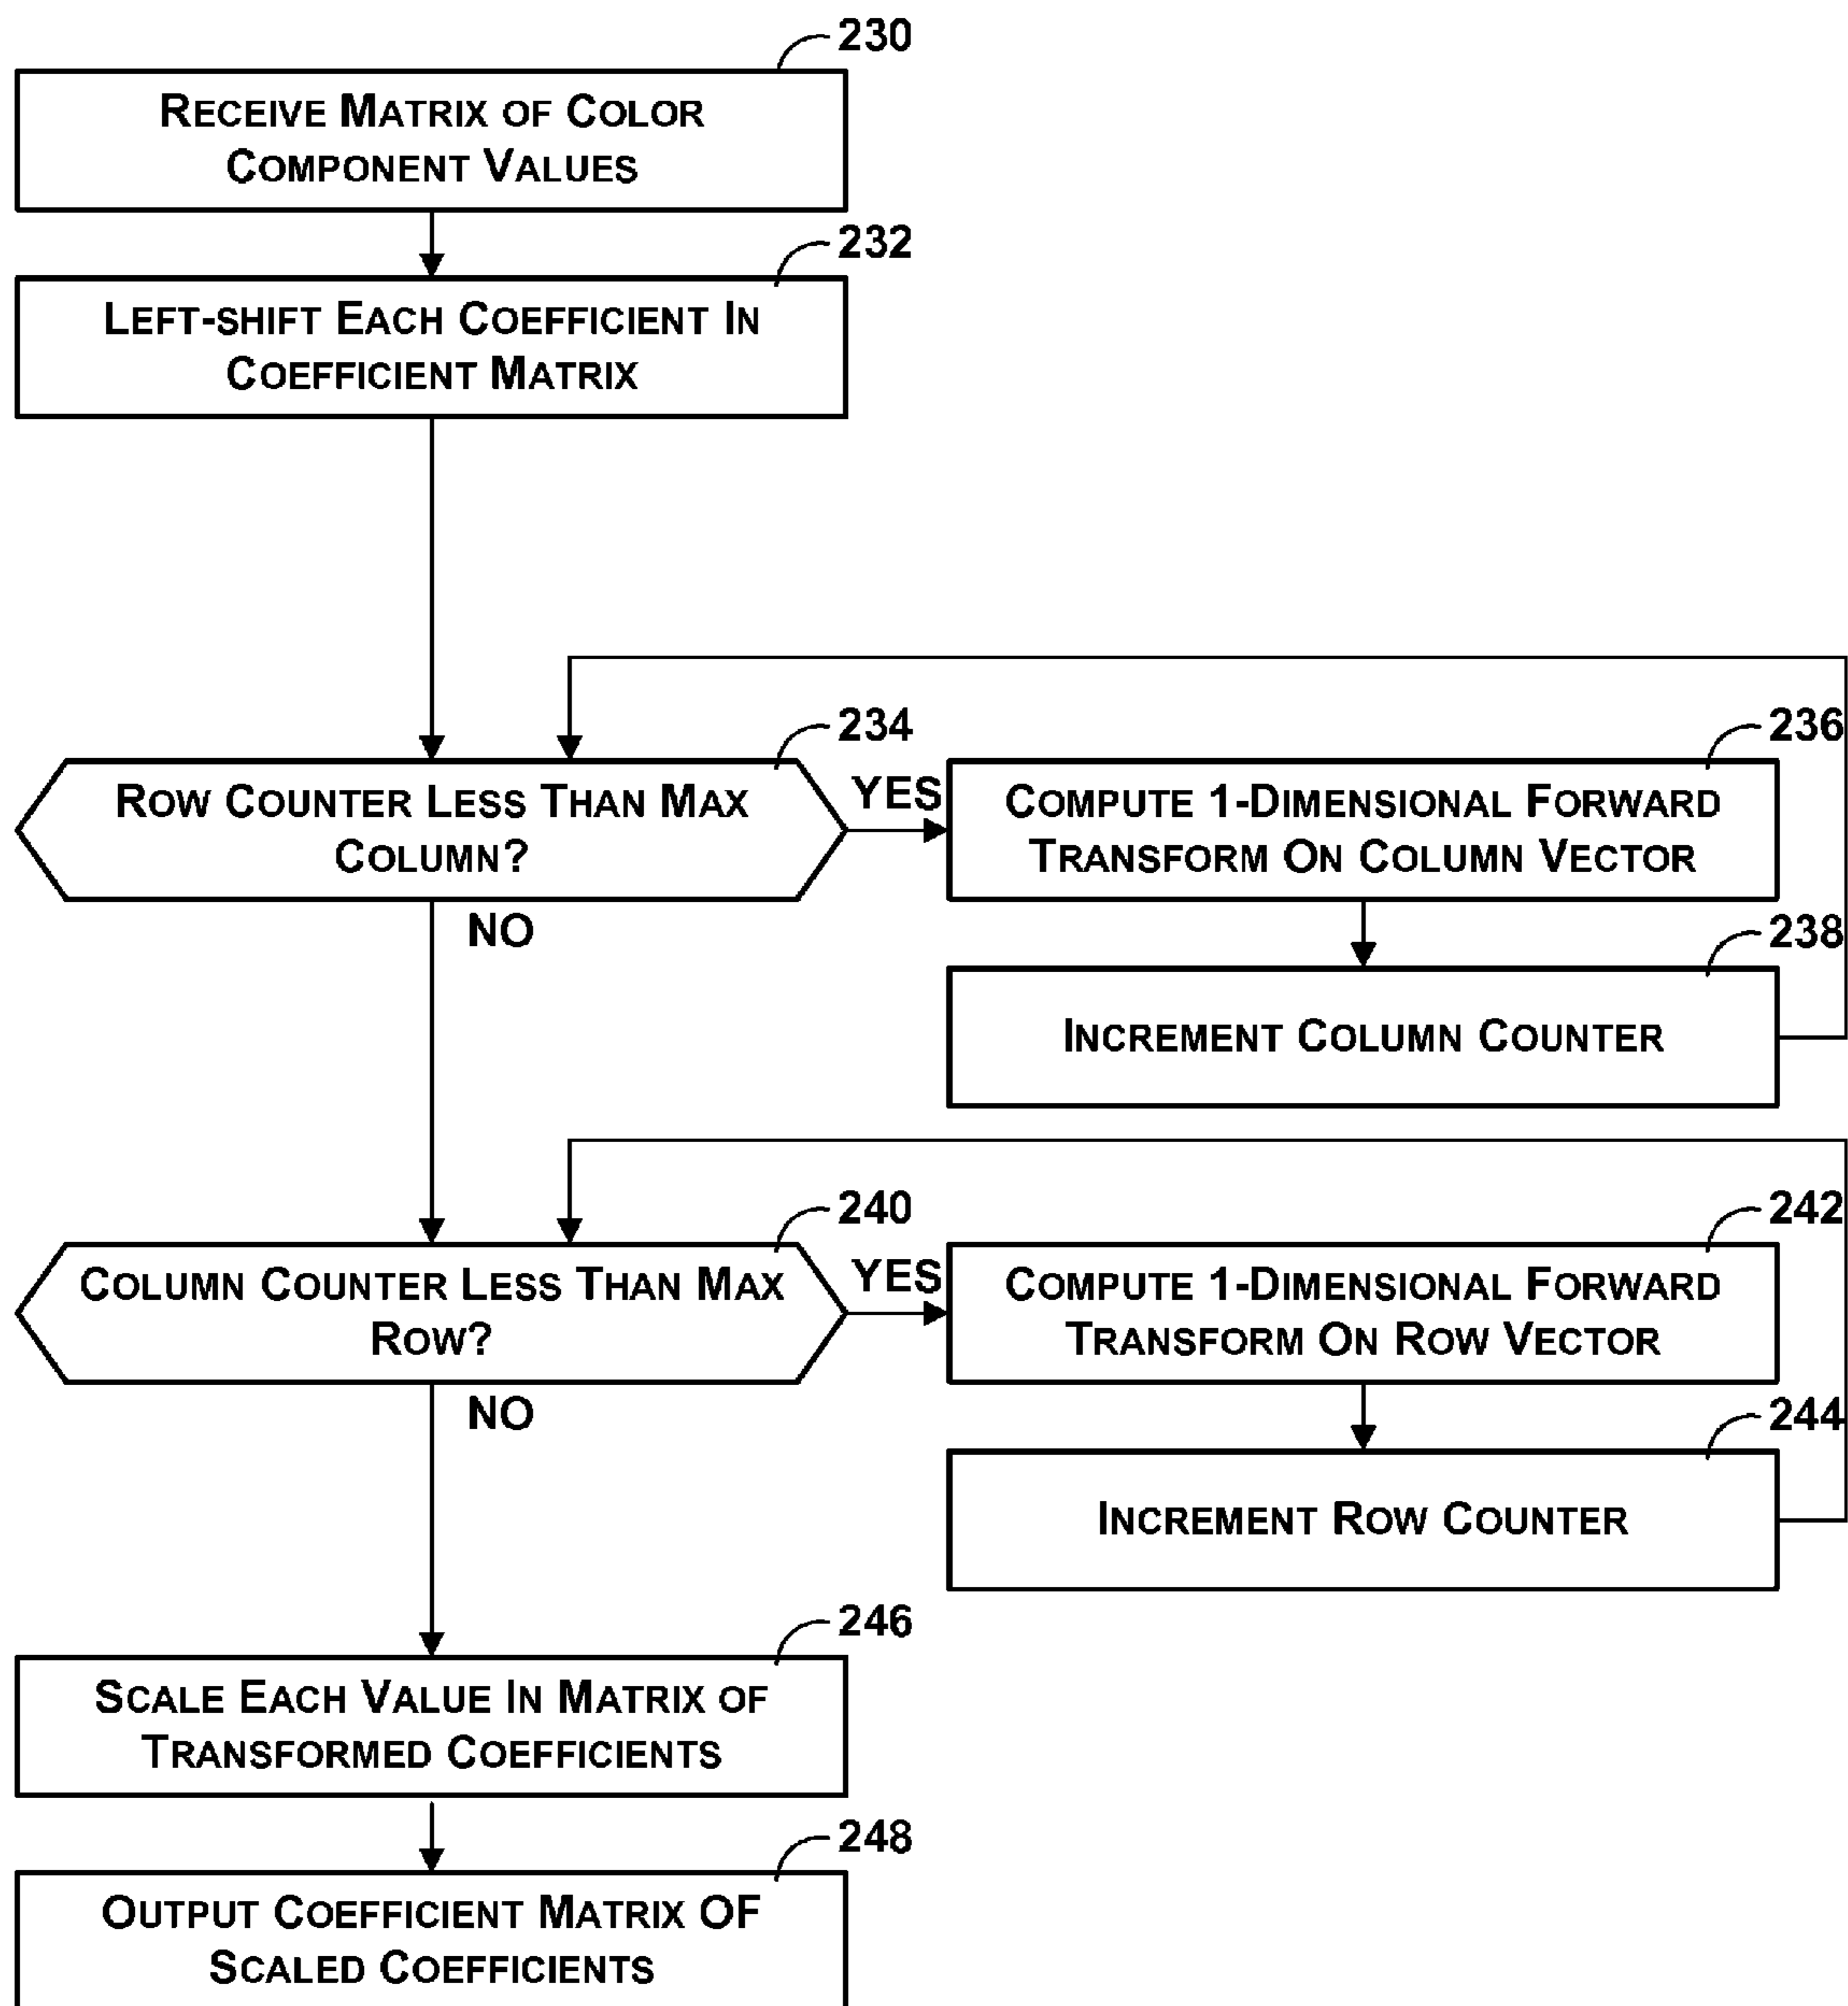 230
RECEIVE MATRIX OF COLOR
COMPONENT VALUES
232
LEFT-SHIFT EACH COEFFICIENT IN
COEFFICIENT MATRIX
234
ROW COUNTER LESS THAN MAX
COLUMN?
YES
NO
236
COMPUTE 1-DIMENSIONAL FORWARD
TRANSFORM ON COLUMN VECTOR
238
INCREMENT COLUMN COUNTER
240
COLUMN COUNTER LESS THAN MAX
ROW?
YES
NO
242
COMPUTE 1-DIMENSIONAL FORWARD
TRANSFORM ON ROW VECTOR
244
INCREMENT ROW COUNTER
246
SCALE EACH VALUE IN MATRIX OF
TRANSFORMED COEFFICIENTS
248
OUTPUT COEFFICIENT MATRIX OF
SCALED COEFFICIENTS